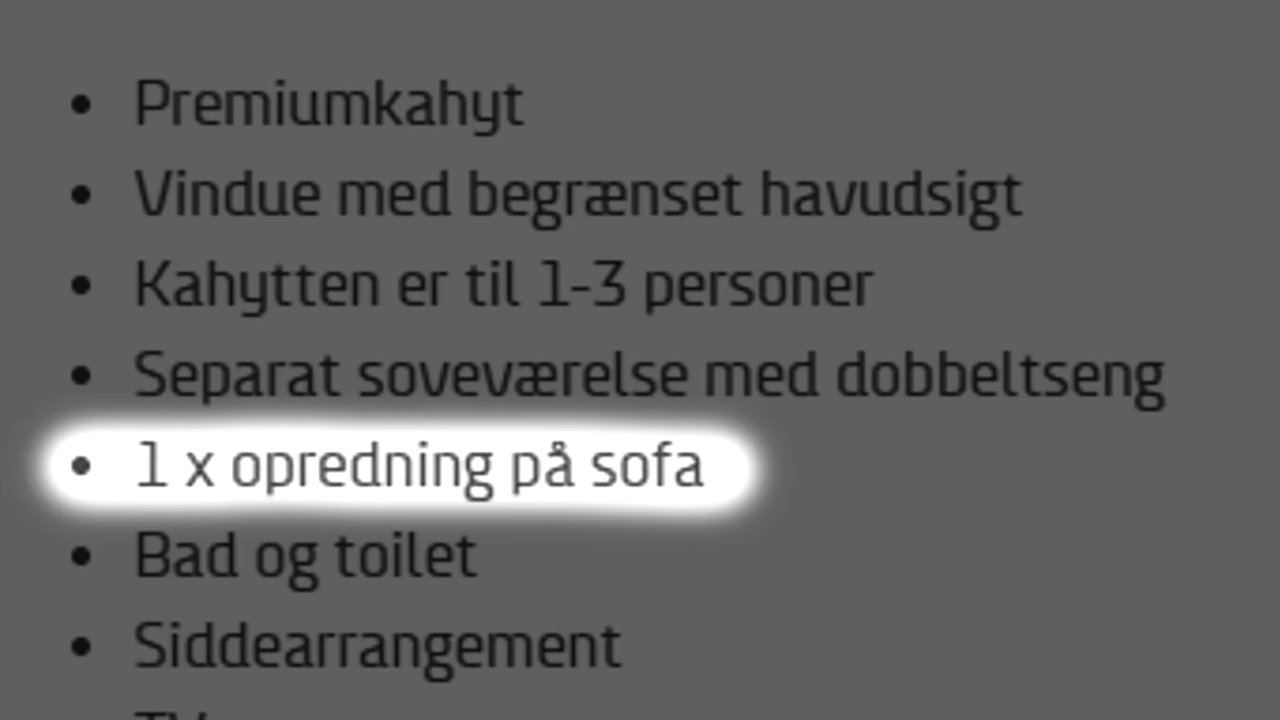 • Premiumkahyt
• Vindue med begrænset havudsigt
• Kahytten er til 1-3 personer
• Separat soveværelse med dobbeltseng
• 1 x opredning på sofa
• Bad og toilet
• Siddearrangement
TV